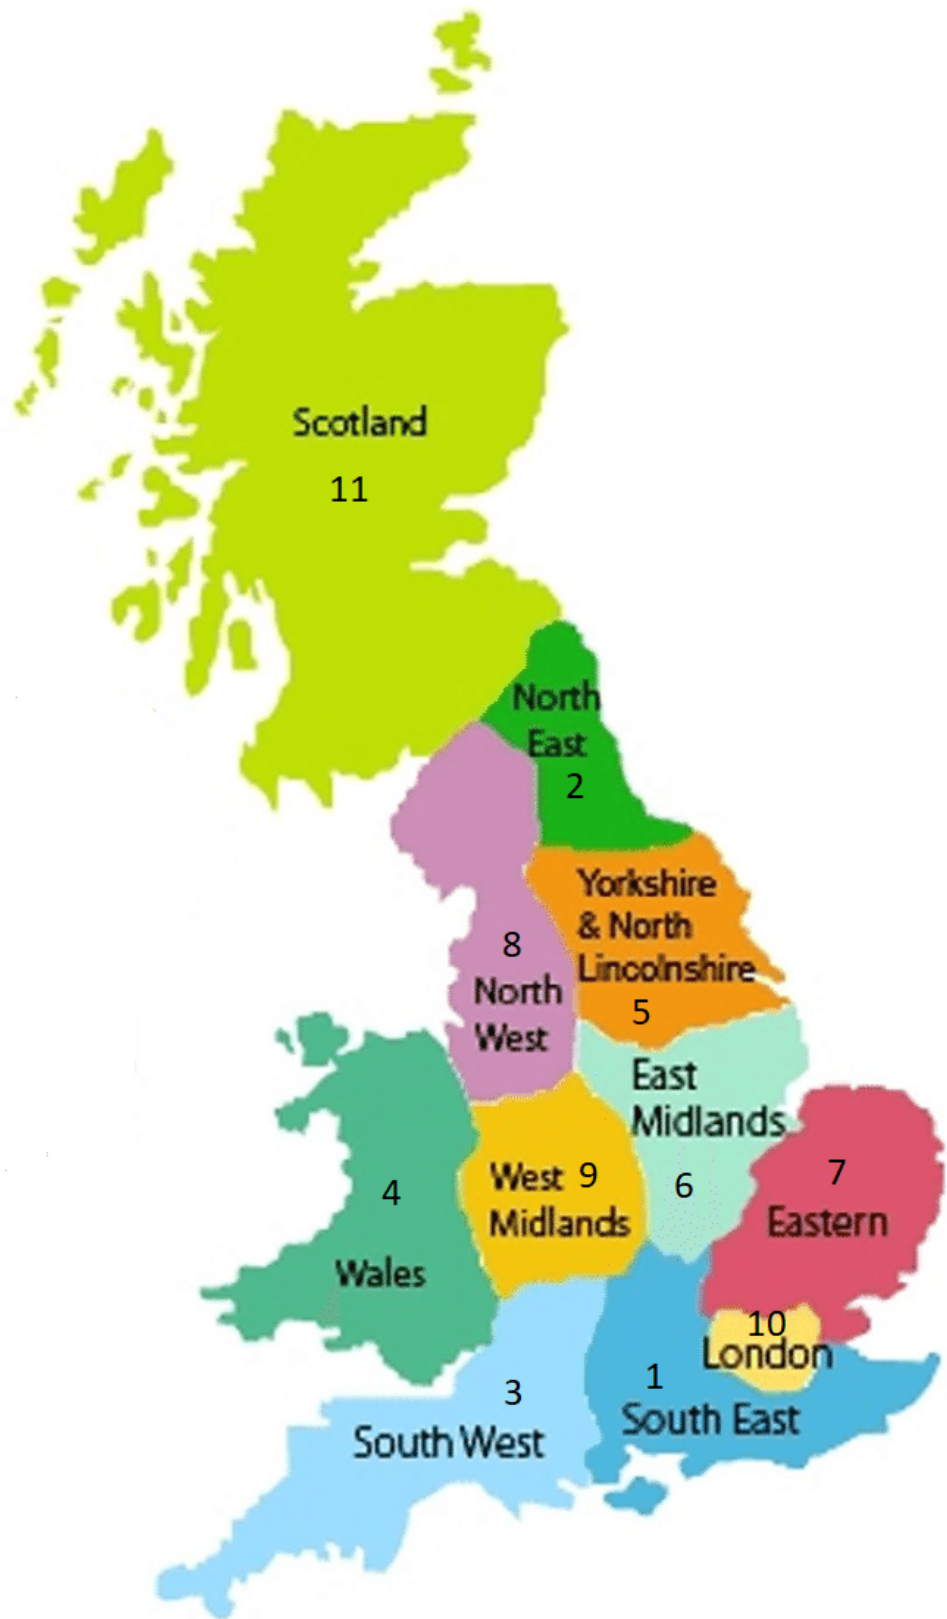 Scotland
11
North
East
2
Yorkshire
& North
Lincolnshire
5
8
North
West
East
Midlands
6
7
Eastern
West 9
Midlands
4
Wales
10
London
1
South East
3
South West